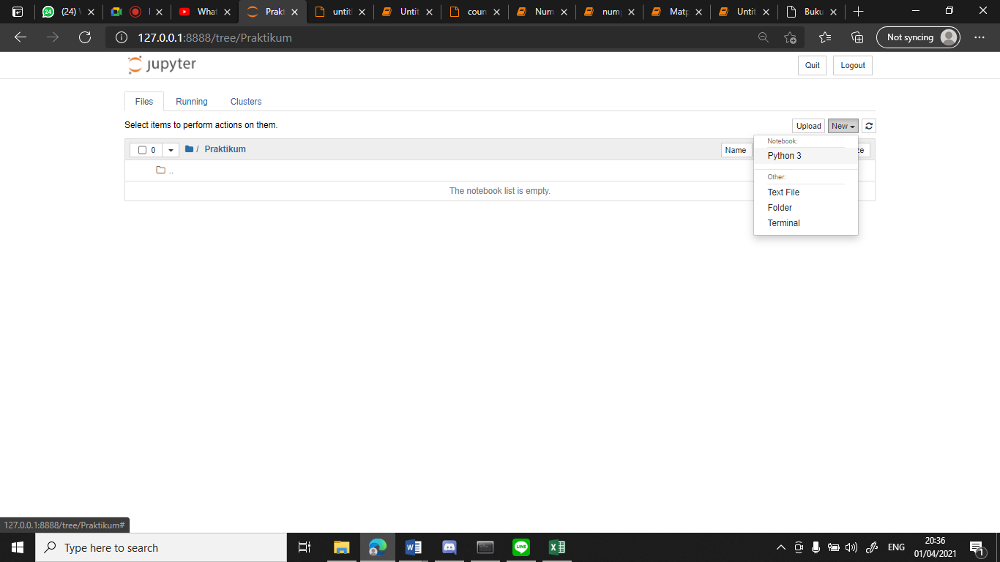 (24) W
What
Prakt
untitl
Untit
coun
Num
nump
Matp
Untit
Buku
127.0.0.1:8888/tree/Praktikum
Not syncing
jupyter
Quit
Logout
Files
Running
Clusters
Select items to perform actions on them.
Upload
New
0
/ Praktikum
Name
ze
..
The notebook list is empty.
Notebook:
Python 3
Other:
Text File
Folder
Terminal
127.0.0.1:8888/tree/Praktikum#
Type here to search
ENG
20:36
01/04/2021
1